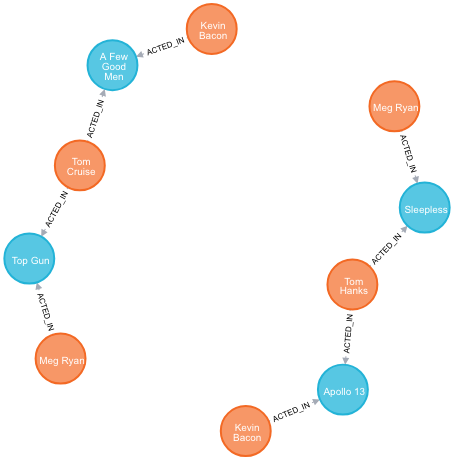 Kevin
Bacon
ACTED_IN
A Few
Good
Men
ACTED_IN
Tom
Cruise
ACTED_IN
Top Gun
ACTED_IN
Meg Ryan
Meg Ryan
ACTED_IN
Sleepless
ACTED_IN
Tom
Hanks
ACTED_IN
Apollo 13
ACTED_IN
Kevin
Bacon